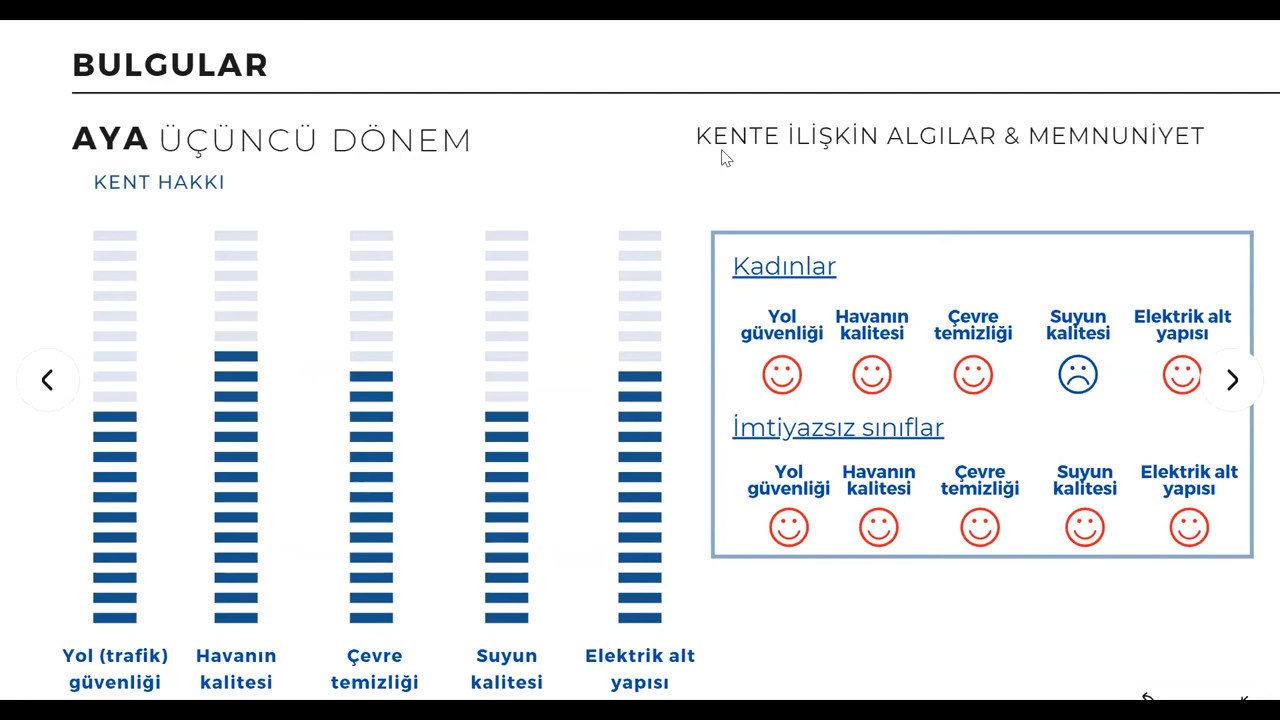 BULGULAR
AYA ÜÇÜNCÜ DÖNEM
KENT HAKKI
KENTE İLİŞKİN ALGILAR & MEMNUNİYET
Yol (trafik)
güvenliği
Havanın
kalitesi
Çevre
temizliği
Suyun
kalitesi
Elektrik alt
yapısı
Kadınlar
Yol
güvenliği
Havanın
kalitesi
Çevre
temizliği
Suyun
kalitesi
Elektrik alt
yapısı
İmtiyazsız sınıflar
Yol
güvenliği
Havanın
kalitesi
Çevre
temizliği
Suyun
kalitesi
Elektrik alt
yapısı